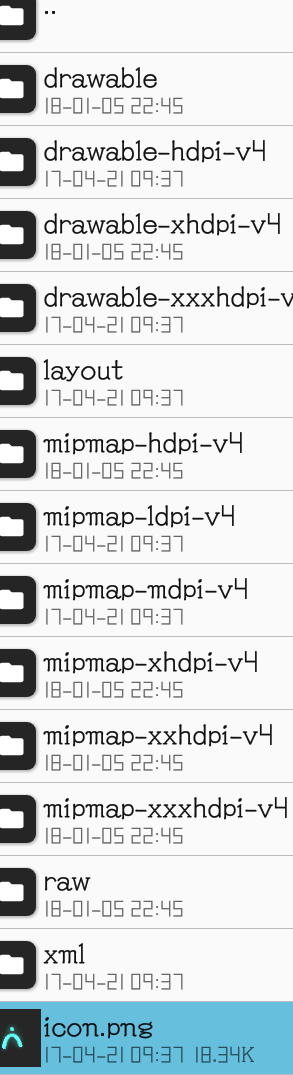 ..
drawable
18-01-05 22:45
drawable-hdpi-v4
17-04-21 09:37
drawable-xhdpi-v4
18-01-05 22:45
drawable-xxxhdpi-v
17-04-21 09:37
layout
17-04-21 09:37
mipmap-hdpi-v4
18-01-05 22:45
mipmap-ldpi-v4
17-04-21 09:37
mipmap-mdpi-v4
17-04-21 09:37
mipmap-xhdpi-v4
18-01-05 22:45
mipmap-xxhdpi-v4
18-01-05 22:45
mipmap-xxxhdpi-v4
18-01-05 22:45
raw
18-01-05 22:45
xml
17-04-21 09:37
icon.png
17-04-21 09:37 18.34K